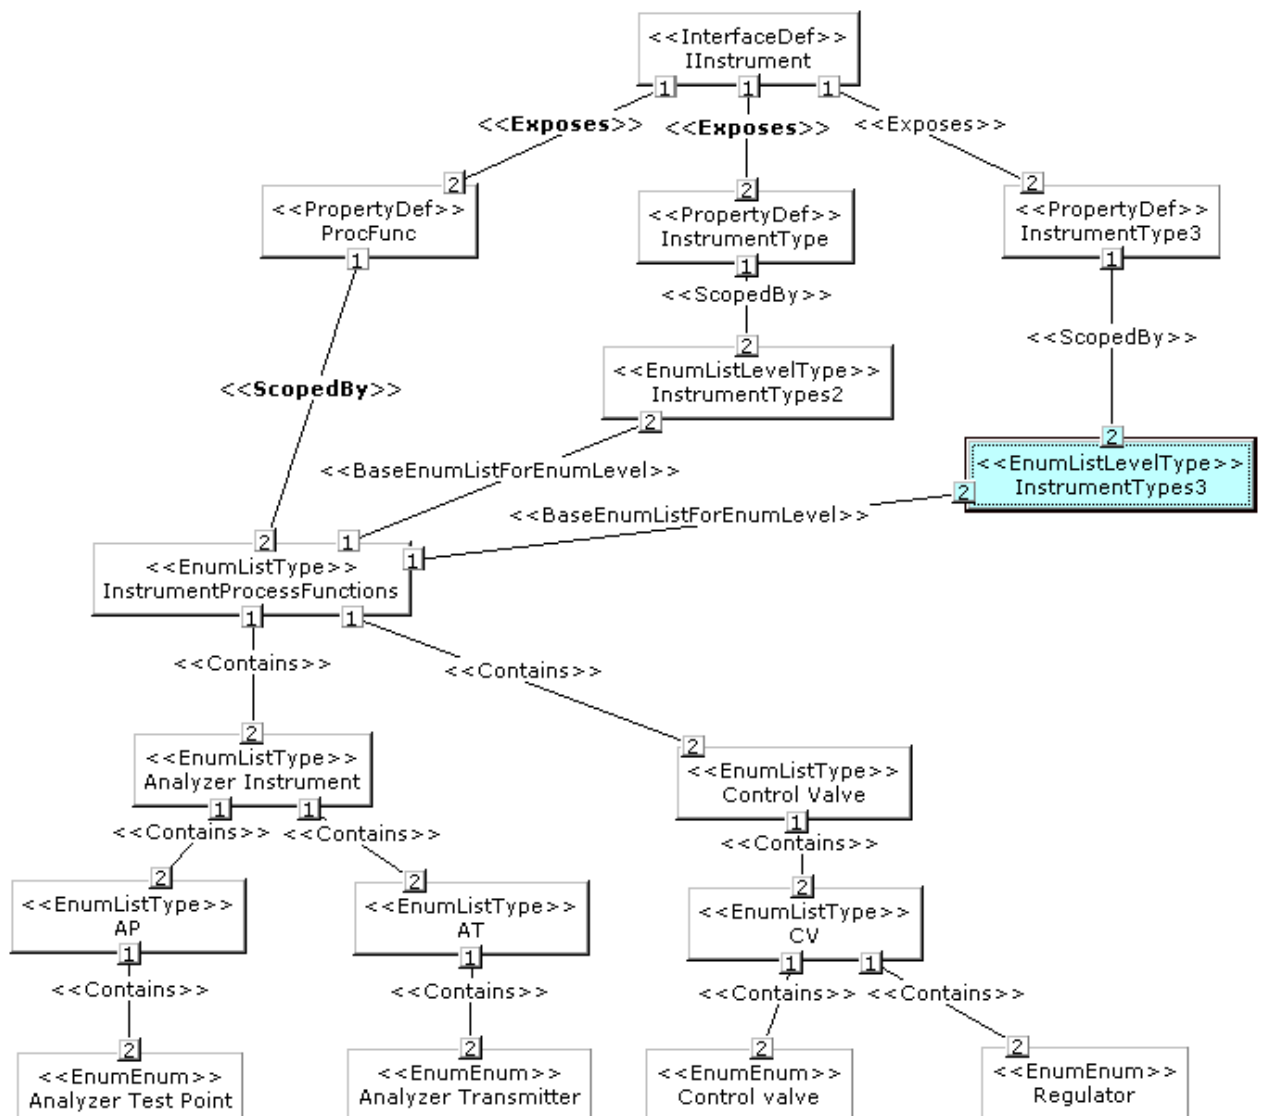 <<InterfaceDef>>
IInstrument
1
1
1
<<Exposes>>
<<Exposes>>
<<Exposes>>
2
2
2
<<PropertyDef>>
ProcFunc
<<PropertyDef>>
InstrumentType
<<PropertyDef>>
InstrumentType3
1
1
1
<<ScopedBy>>
<<ScopedBy>>
<<ScopedBy>>
2
<<EnumListLevelType>>
InstrumentTypes2
2
2
<<EnumListLevelType>>
InstrumentTypes3
2
<<BaseEnumListForEnumLevel>>
<<BaseEnumListForEnumLevel>>
2
1
1
<<EnumListType>>
InstrumentProcessFunctions
1
1
<<Contains>>
<<Contains>>
2
<<EnumListType>>
Analyzer Instrument
1
1
2
<<EnumListType>>
Control Valve
1
<<Contains>>
<<Contains>>
<<Contains>>
2
<<EnumListType>>
AP
1
2
<<EnumListType>>
AT
1
2
<<EnumListType>>
CV
1
1
<<Contains>>
<<Contains>>
<<Contains>>
<<Contains>>
2
<<EnumEnum>>
Analyzer Test Point
2
<<EnumEnum>>
Analyzer Transmitter
2
<<EnumEnum>>
Control valve
2
<<EnumEnum>>
Regulator